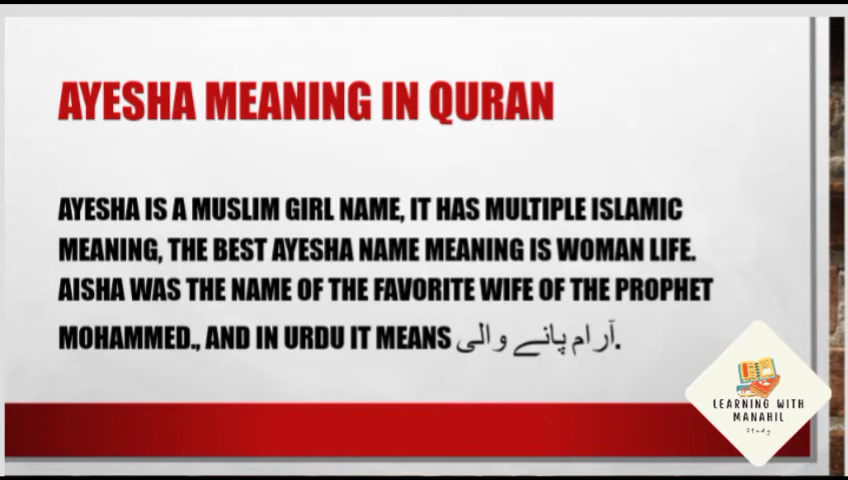 AYESHA MEANING IN QURAN
AYESHA IS A MUSLIM GIRL NAME, IT HAS MULTIPLE ISLAMIC
MEANING, THE BEST AYESHA NAME MEANING IS WOMAN LIFE.
AISHA WAS THE NAME OF THE FAVORITE WIFE OF THE PROPHET
MOHAMMED., AND IN URDU IT MEANS آرام پانے والی.
LEARNING WITH
MANAHIL
Study